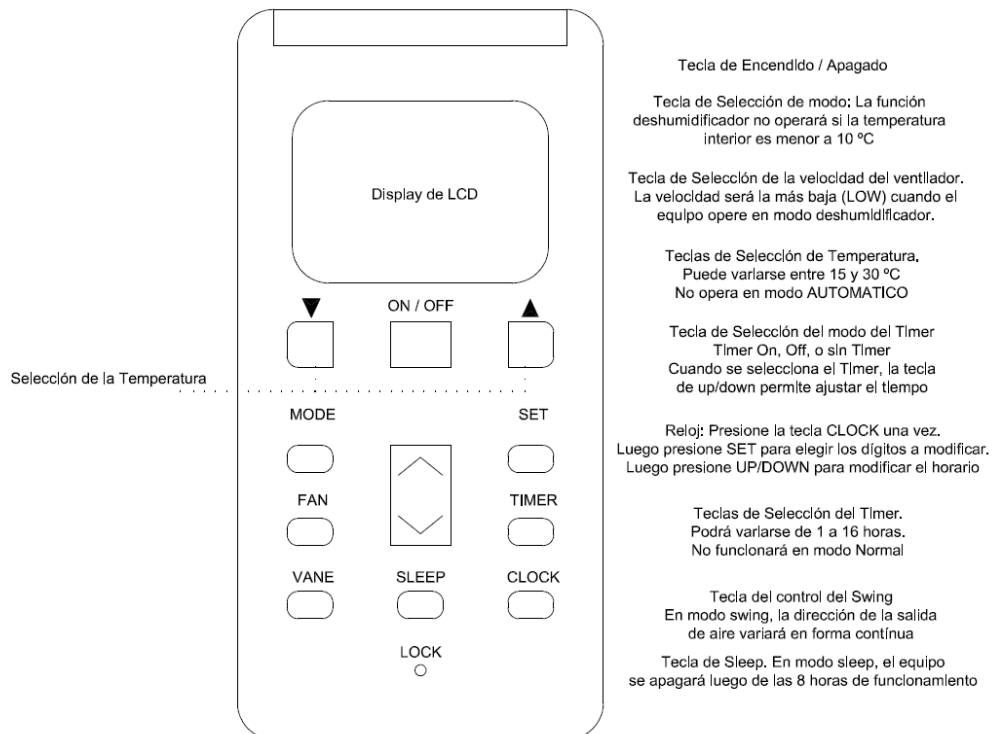 Display de LCD
ON / OFF
Selección de la Temperatura
MODE
SET
FAN
TIMER
VANE
SLEEP
CLOCK
LOCK
Tecla de Encendido / Apagado
Tecla de Selección de modo: La función
deshumidificador no operará si la temperatura
interior es menor a 10 ºC
Tecla de Selección de la velocidad del ventilador.
La velocidad será la más baja (LOW) cuando el
equipo opere en modo deshumidificador.
Teclas de Selección de Temperatura.
Puede variarse entre 15 y 30 ºC
No opera en modo AUTOMATICO
Tecla de Selección del modo del Timer
Timer On, Off, o sin Timer
Cuando se selecciona el Timer, la tecla
de up/down permite ajustar el tiempo
Reloj: Presione la tecla CLOCK una vez.
Luego presione SET para elegir los dígitos a modificar.
Luego presione UP/DOWN para modificar el horario
Teclas de Selección del Timer.
Podrá variarse de 1 a 16 horas.
No funcionará en modo Normal
Tecla del control del Swing
En modo swing, la dirección de la salida
de aire variará en forma contínua
Tecla de Sleep. En modo sleep, el equipo
se apagará luego de las 8 horas de funcionamiento